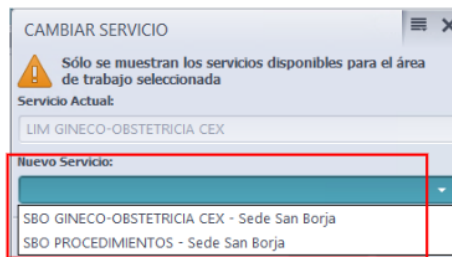 CAMBIAR SERVICIO
Sólo se muestran los servicios disponibles para el área
de trabajo seleccionada
Servicio Actual:
LIM GINECO-OBSTETRICIA CEX
Nuevo Servicio:
SBO GINECO-OBSTETRICIA CEX - Sede San Borja
SBO PROCEDIMIENTOS - Sede San Borja